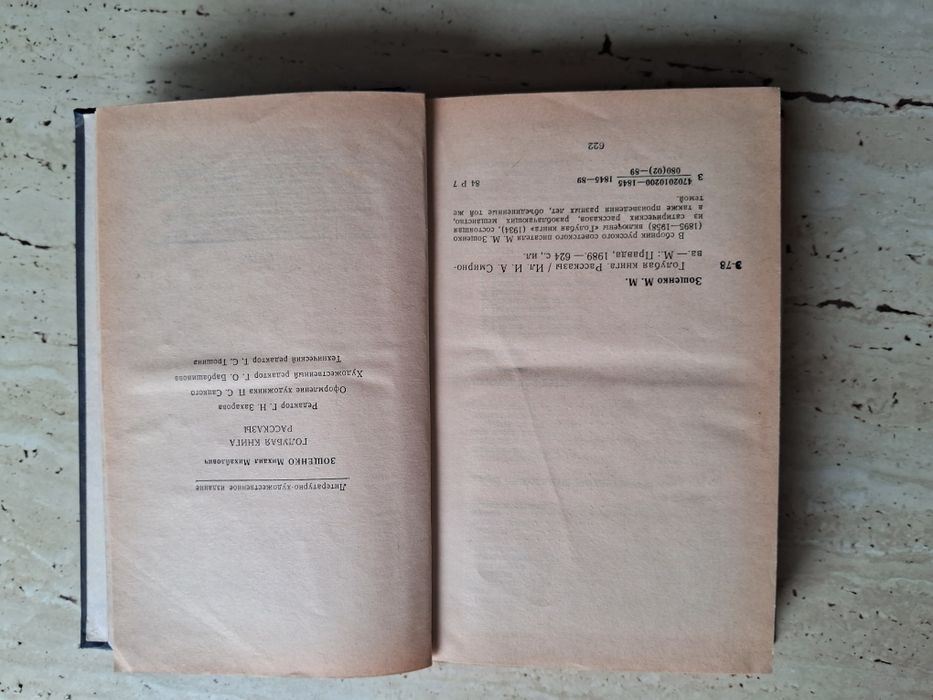 Зощенко М. М.
З-78 Голубая книга. Рассказы / Ил. И. А. Смирно-
ва.— М.: Правда, 1989.— 624 с., ил.
В сборник русского советского писателя М. М. Зощенко
(1895—1958) включены «Голубая книга» (1934), состоящая
из сатирических рассказов, разоблачающих мещанство,
а также произведения разных лет, объединенные той же
темой.
З 4702010200—1845 1845—89 84 Р 7
080(02)—89
622
Литературно-художественное издание
ЗОЩЕНКО Михаил Михайлович
ГОЛУБАЯ КНИГА
РАССКАЗЫ
Редактор Г. Н. Захарова
Оформление художника П. С. Сацкого
Художественный редактор Г. О. Барбашинова
Технический редактор Т. С. Трошина